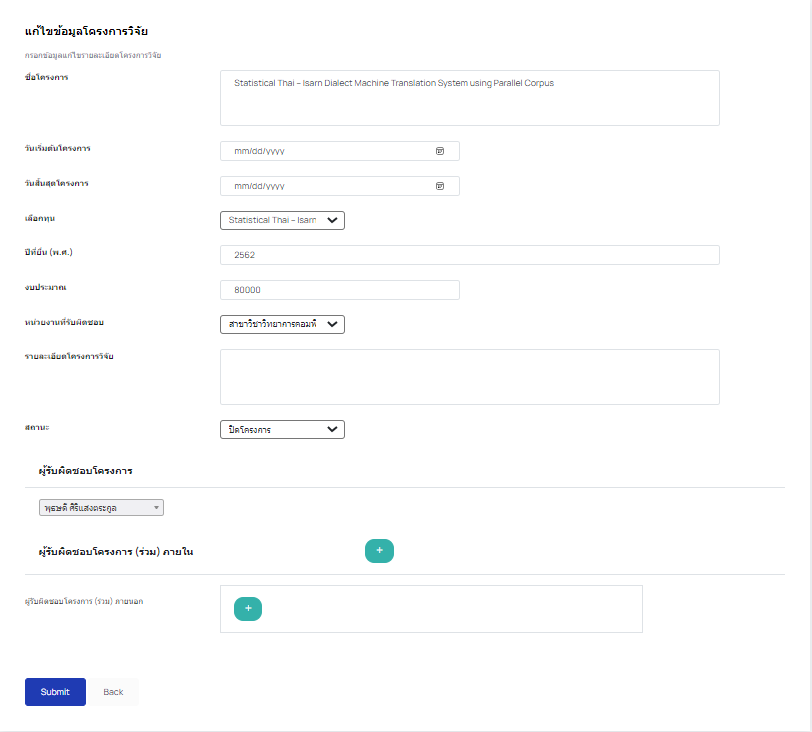 แก้ไขข้อมูลโครงการวิจัย
กรอกข้อมูลแก้ไขรายละเอียดโครงการวิจัย
ชื่อโครงการ
Statistical Thai – Isarn Dialect Machine Translation System using Parallel Corpus
วันเริ่มต้นโครงการ
mm/dd/yyyy
วันสิ้นสุดโครงการ
mm/dd/yyyy
เลือกทุน
Statistical Thai – Isarn
ปีที่ยื่น (พ.ศ.)
2562
งบประมาณ
80000
หน่วยงานที่รับผิดชอบ
สาขาวิชาวิทยาการคอมพิ
รายละเอียดโครงการวิจัย
สถานะ
ปิดโครงการ
ผู้รับผิดชอบโครงการ
พุธษดี ศิริแสงตระกูล
ผู้รับผิดชอบโครงการ (ร่วม) ภายใน
+
ผู้รับผิดชอบโครงการ (ร่วม) ภายนอก
+
Submit
Back